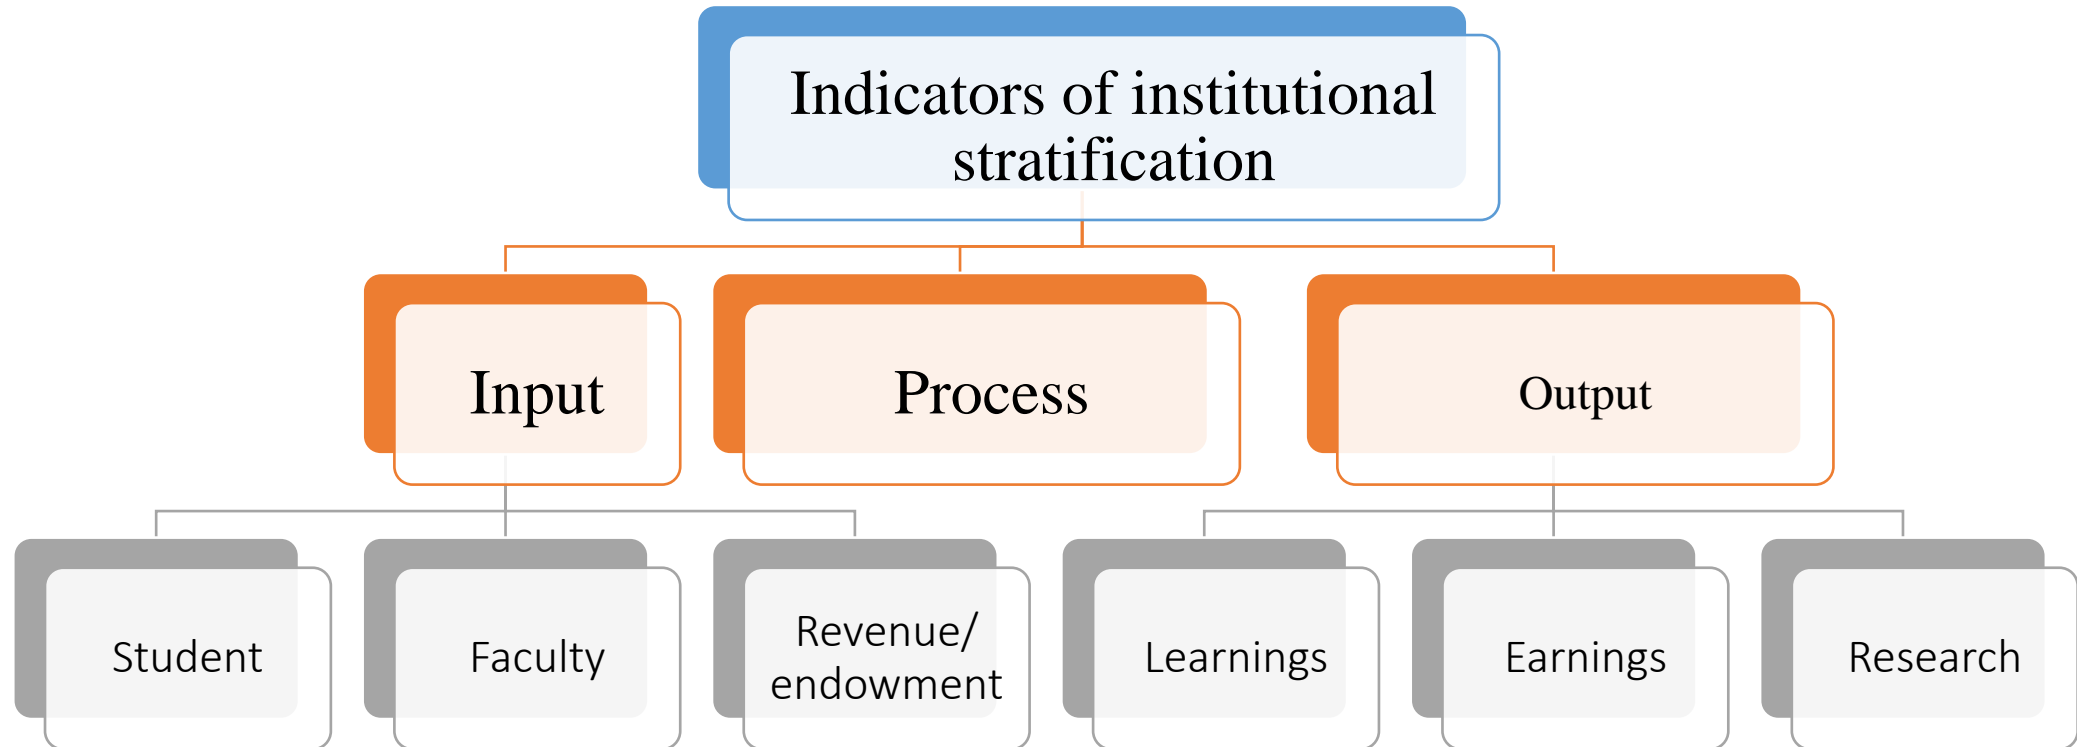 Indicators of institutional
stratification
Input
Process
Output
Student
Faculty
Revenue/
endowment
Learnings
Earnings
Research